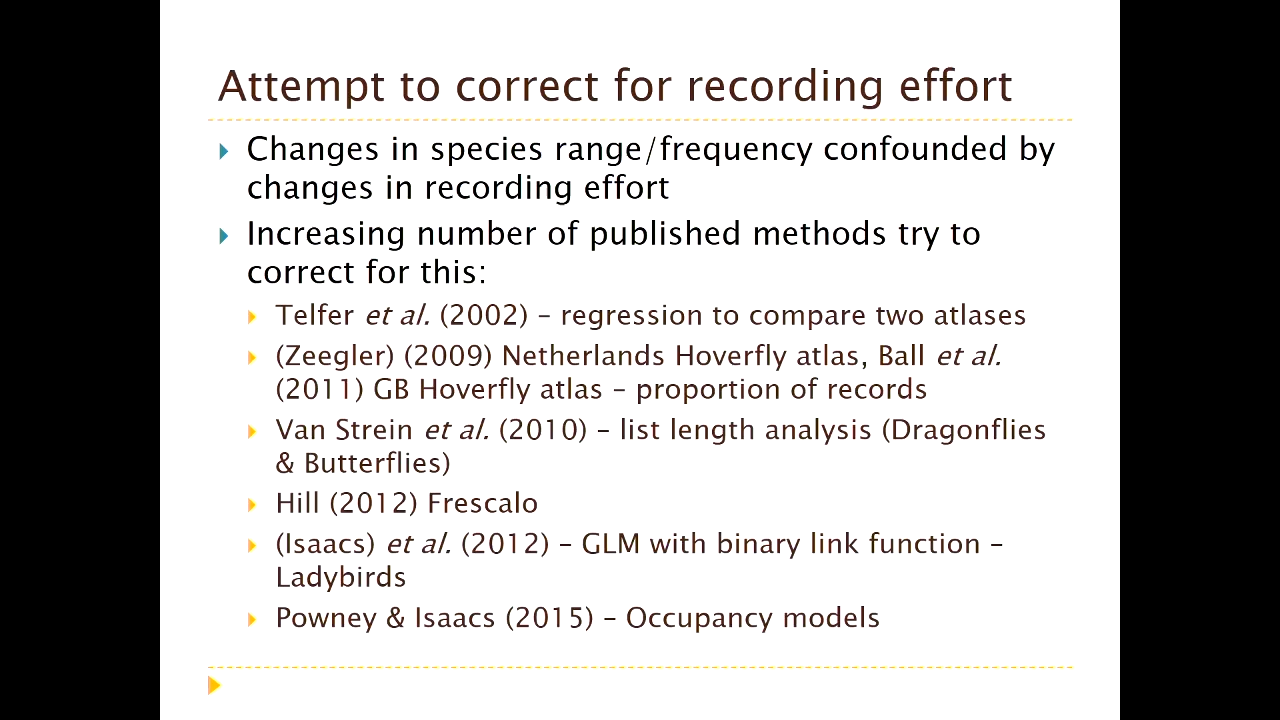 Attempt to correct for recording effort
Changes in species range/frequency confounded by
changes in recording effort
Increasing number of published methods try to
correct for this:
Telfer et al. (2002) – regression to compare two atlases
(Zeegler) (2009) Netherlands Hoverfly atlas, Ball et al.
(2011) GB Hoverfly atlas – proportion of records
Van Strein et al. (2010) – list length analysis (Dragonflies
& Butterflies)
Hill (2012) Frescalo
(Isaacs) et al. (2012) – GLM with binary link function –
Ladybirds
Powney & Isaacs (2015) – Occupancy models